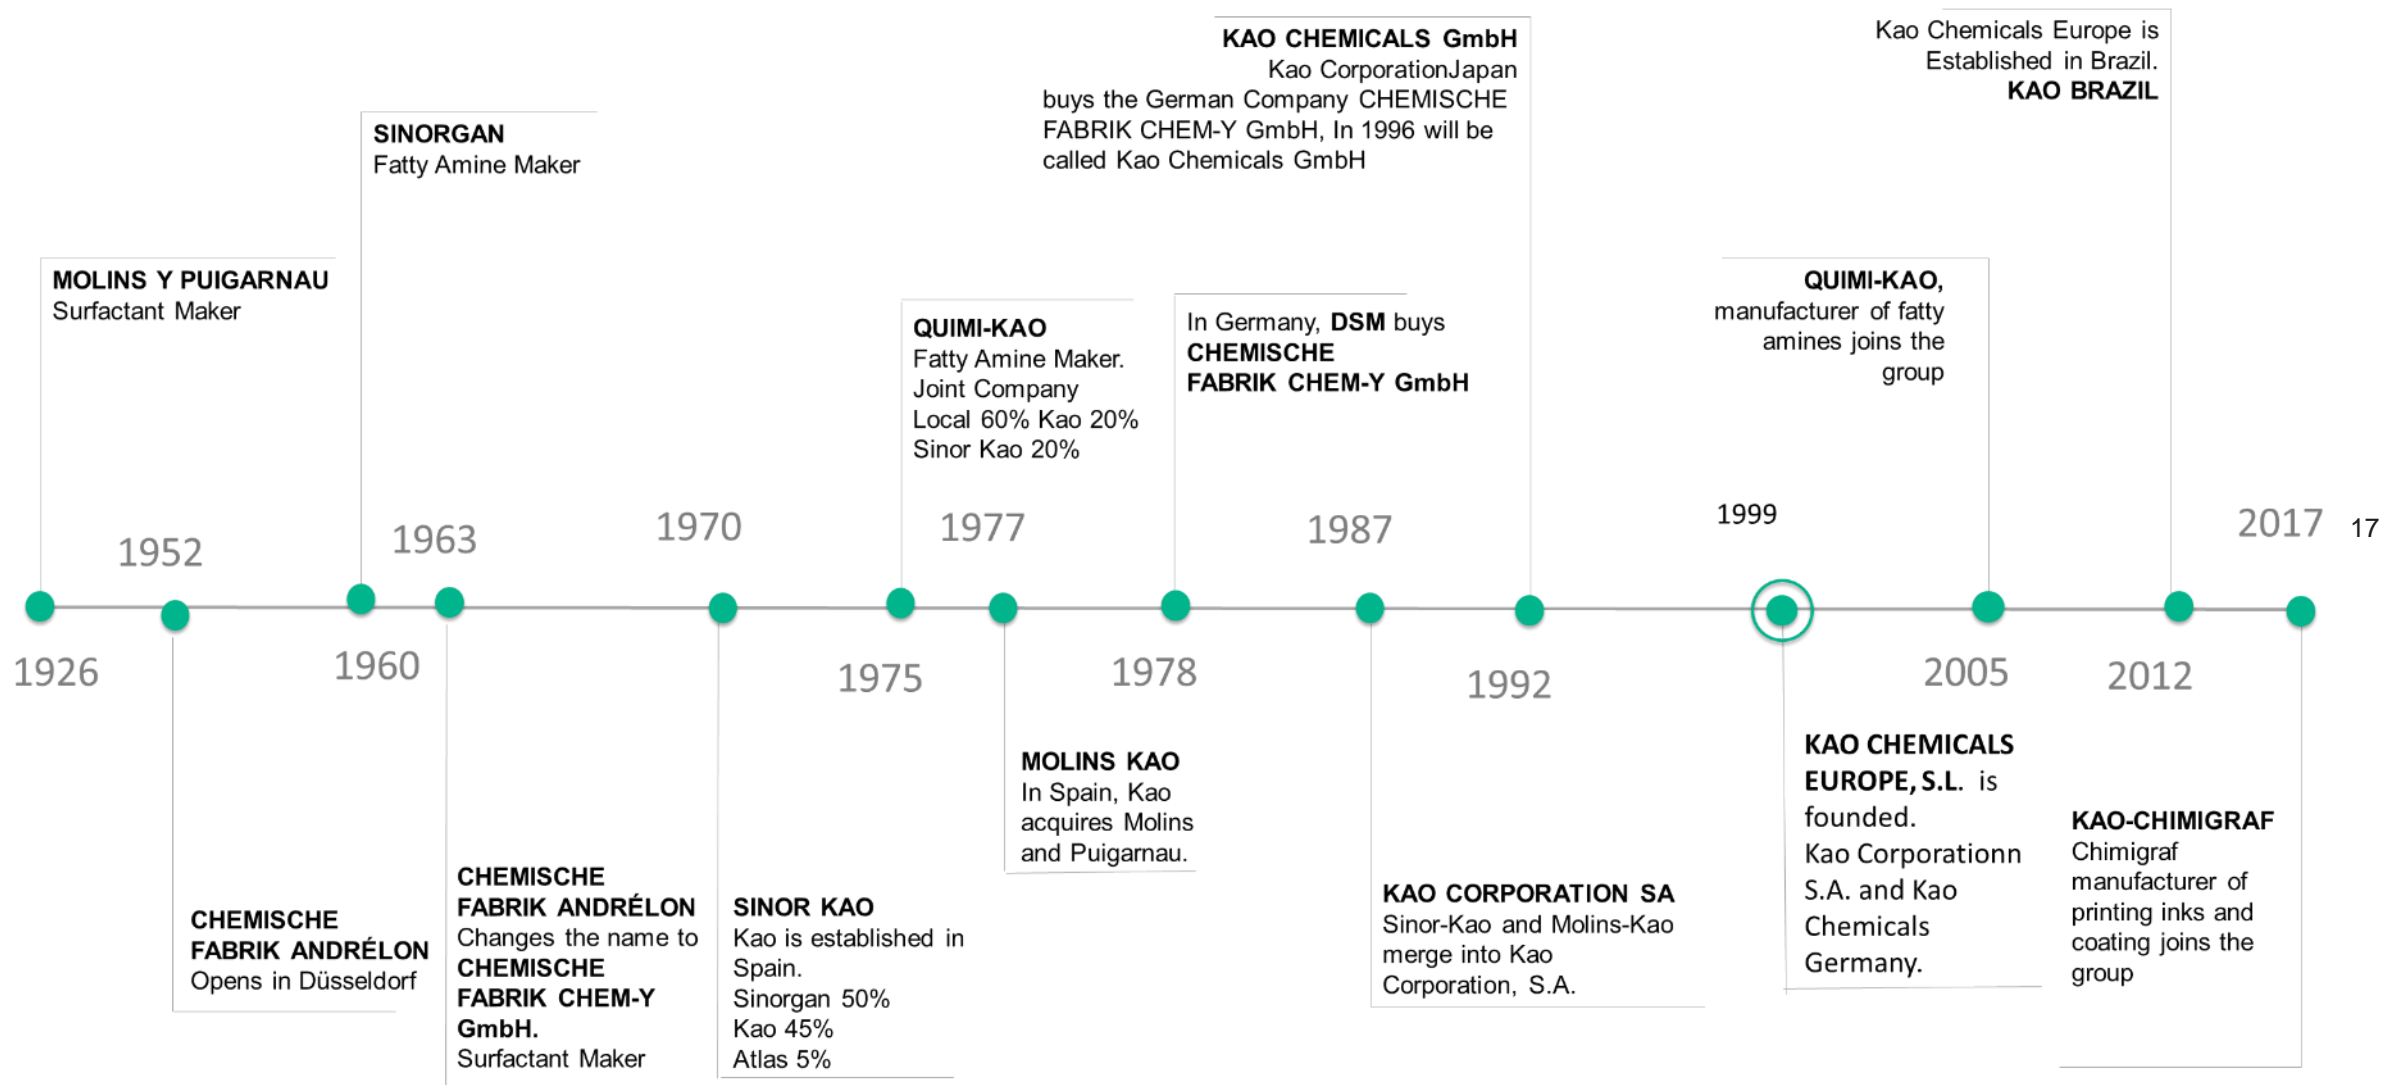 KAO CHEMICALS GmbH
Kao CorporationJapan
buys the German Company CHEMISCHE
FABRIK CHEM-Y GmbH, In 1996 will be
called Kao Chemicals GmbH
Kao Chemicals Europe is
Established in Brazil.
KAO BRAZIL
SINORGAN
Fatty Amine Maker
MOLINS Y PUIGARNAU
Surfactant Maker
QUIMI-KAO
Fatty Amine Maker.
Joint Company
Local 60% Kao 20%
Sinor Kao 20%
In Germany, DSM buys
CHEMISCHE
FABRIK CHEM-Y GmbH
QUIMI-KAO,
manufacturer of fatty
amines joins the
group
1952
1963
1970
1977
1987
1999
2017
17
1926
1960
1975
1978
1992
2005
2012
CHEMISCHE
FABRIK ANDRÉLON
Opens in Düsseldorf
CHEMISCHE
FABRIK ANDRÉLON
Changes the name to
CHEMISCHE
FABRIK CHEM-Y
GmbH.
Surfactant Maker
SINOR KAO
Kao is established in
Spain.
Sinorgan 50%
Kao 45%
Atlas 5%
MOLINS KAO
In Spain, Kao
acquires Molins
and Puigarnau.
KAO CORPORATION SA
Sinor-Kao and Molins-Kao
merge into Kao
Corporation, S.A.
KAO CHEMICALS
EUROPE, S.L. is
founded.
Kao Corporationn
S.A. and Kao
Chemicals
Germany.
KAO-CHIMIGRAF
Chimigraf
manufacturer of
printing inks and
coating joins the
group